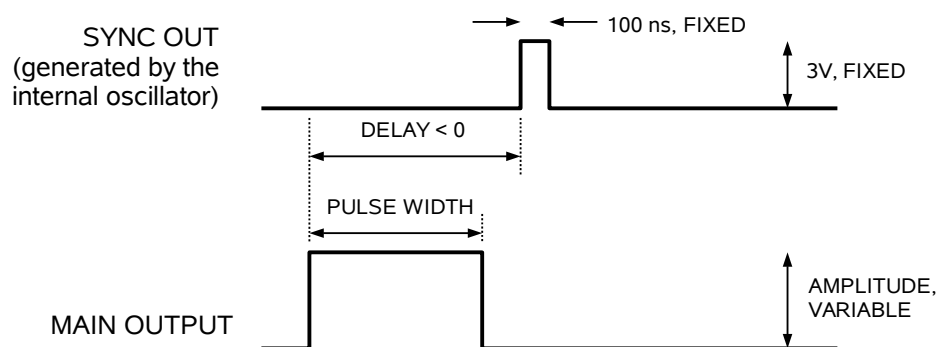 100 ns, FIXED
SYNC OUT
(generated by the
internal oscillator)
3V, FIXED
DELAY < 0
PULSE WIDTH
AMPLITUDE,
VARIABLE
MAIN OUTPUT